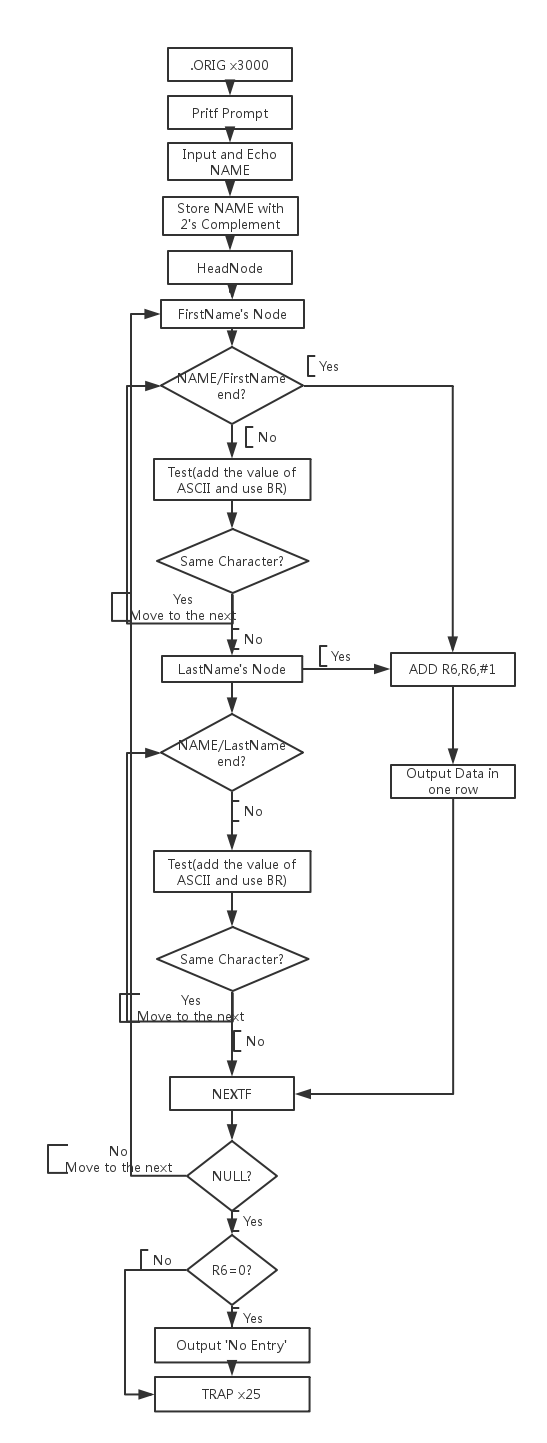 .ORIG x3000
Pritf Prompt
Input and Echo
NAME
Store NAME with
2's Complement
HeadNode
FirstName's Node
NAME/FirstName
end?
Yes
No
Test(add the value of
ASCII and use BR)
Same Character?
Yes
Move to the next
No
LastName's Node
Yes
ADD R6,R6,#1
NAME/LastName
end?
Output Data in
one row
No
Test(add the value of
ASCII and use BR)
Same Character?
Yes
Move to the next
No
NEXTF
No
Move to the next
NULL?
Yes
No
R6=0?
Yes
Output 'No Entry'
TRAP x25